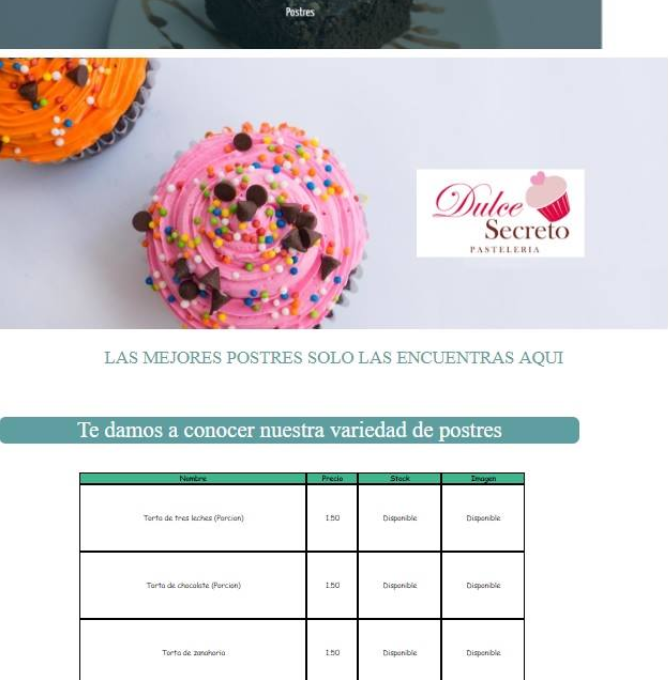 Postres
Dulce
Secreto
PASTELERIA
LAS MEJORES POSTRES SOLO LAS ENCUENTRAS AQUI
Te damos a conocer nuestra variedad de postres
Nombre Precio Stock Imagen
Torta de tres leches (Porcion) 1.50 Disponible Disponible
Torta de chocolate (Porcion) 1.50 Disponible Disponible
Torta de zanahoria 1.50 Disponible Disponible